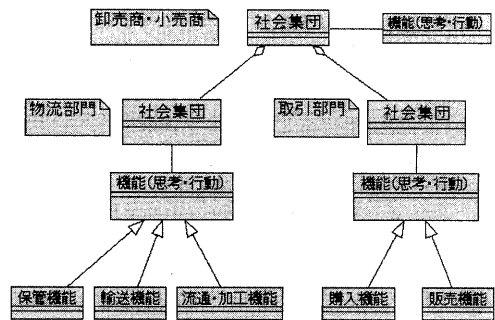 卸売商・小売商
社会集団
機能(思考・行動)
物流部門
社会集団
取引部門
社会集団
機能(思考・行動)
機能(思考・行動)
保管機能
輸送機能
流通・加工機能
購入機能
販売機能